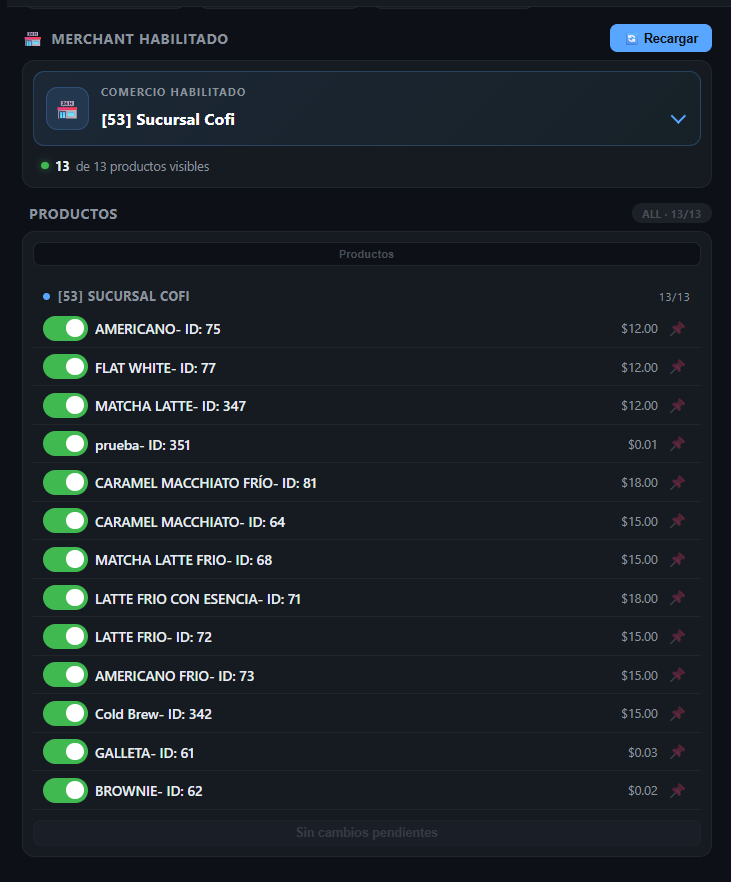 MERCHANT HABILITADO
Recargar
COMERCIO HABILITADO
[53] Sucursal Cofi
13 de 13 productos visibles
PRODUCTOS
ALL · 13/13
Productos
[53] SUCURSAL COFI 13/13
AMERICANO- ID: 75 $12.00
FLAT WHITE- ID: 77 $12.00
MATCHA LATTE- ID: 347 $12.00
prueba- ID: 351 $0.01
CARAMEL MACCHIATO FRÍO- ID: 81 $18.00
CARAMEL MACCHIATO- ID: 64 $15.00
MATCHA LATTE FRIO- ID: 68 $15.00
LATTE FRIO CON ESENCIA- ID: 71 $18.00
LATTE FRIO- ID: 72 $15.00
AMERICANO FRIO- ID: 73 $15.00
Cold Brew- ID: 342 $15.00
GALLETA- ID: 61 $0.03
BROWNIE- ID: 62 $0.02
Sin cambios pendientes